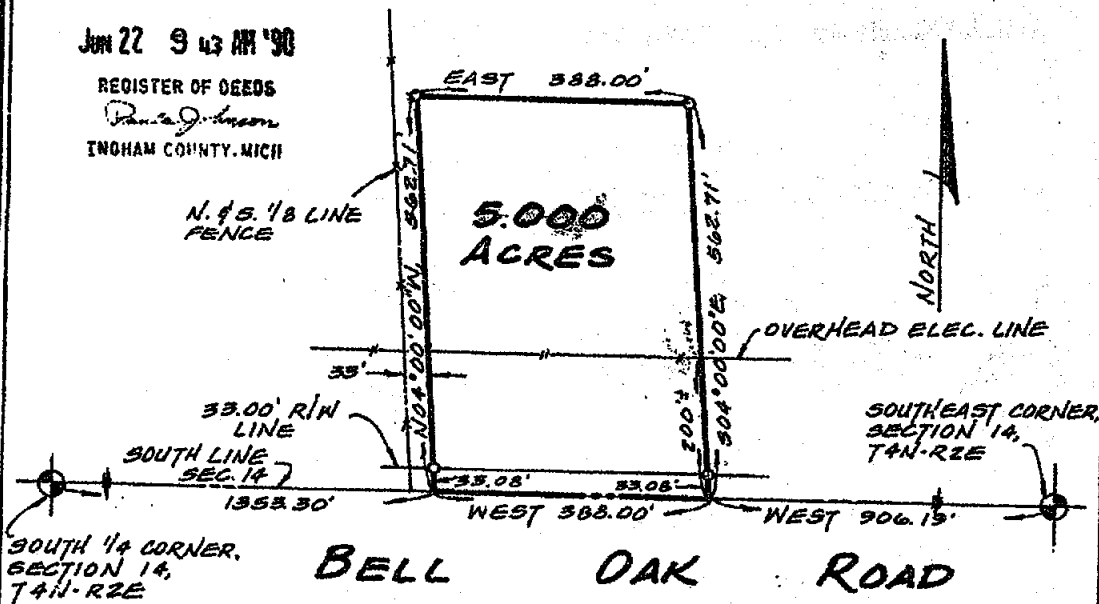 JUN 22 9 43 AM '90
REGISTER OF DEEDS
INGHAM COUNTY. MICH
EAST 388.00'
N. & S. 1/8 LINE
FENCE
562.71'
N04°00'00"W,
5.000
ACRES
562.71'
S04°00'00"E,
NORTH
OVERHEAD ELEC. LINE
33'
200'±
33.00' R/W
LINE
SOUTH LINE
SEC. 14
SOUTHEAST CORNER,
SECTION 14,
T4N-R2E
33.08'
33.08'
1353.30'
WEST 388.00'
WEST 906.19'
SOUTH 1/4 CORNER,
SECTION 14,
T4N-R2E
BELL OAK ROAD